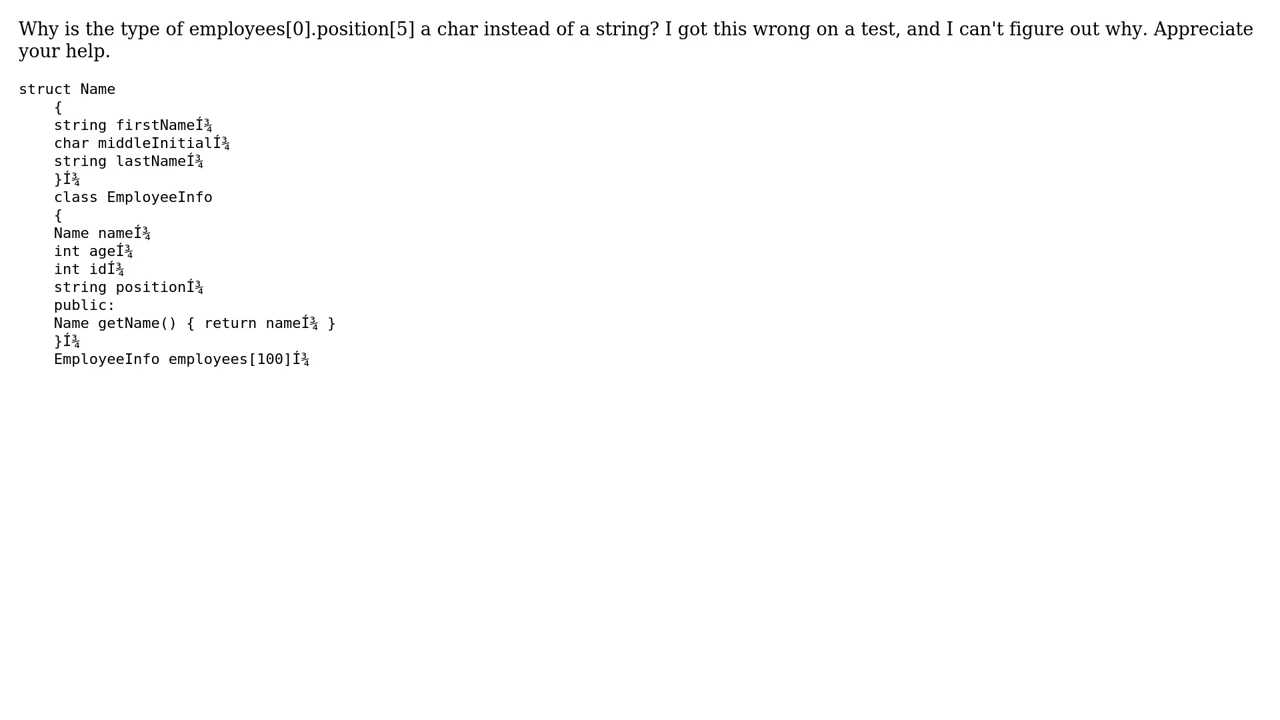 Why is the type of employees[0].position[5] a char instead of a string? I got this wrong on a test, and I can't figure out why. Appreciate
your help.
struct Name
{
string firstNameÍ¾
char middleInitialÍ¾
string lastNameÍ¾
}Í¾
class EmployeeInfo
{
Name nameÍ¾
int ageÍ¾
int idÍ¾
string positionÍ¾
public:
Name getName() { return nameÍ¾ }
}Í¾
EmployeeInfo employees[100]Í¾